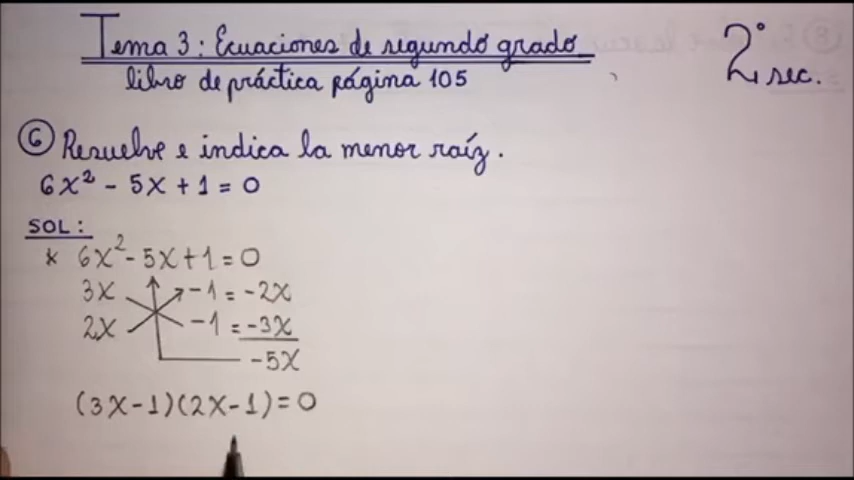 Tema 3: Ecuaciones de segundo grado
2° sec.
libro de práctica página 105
6 Resuelve e indica la menor raíz.
6x² - 5x + 1 = 0
SOL:
* 6x² - 5x + 1 = 0
3x -1 = -2x
2x -1 = -3x
-5x
(3x-1)(2x-1) = 0